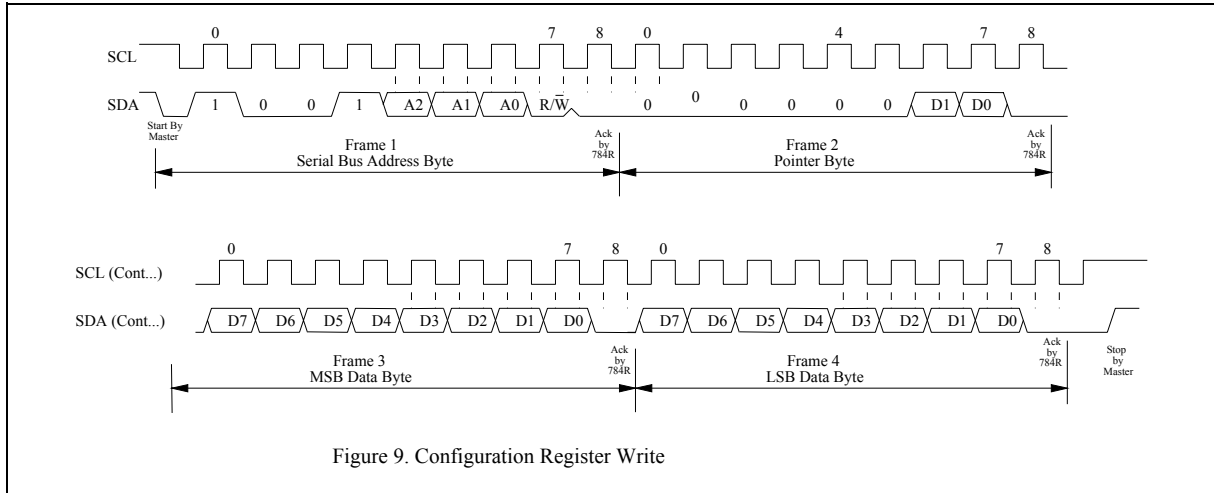 0 7 8 0 4 7 8
SCL
SDA 1 0 0 1 A2 A1 A0 R/W̅ 0 0 0 0 0 0 D1 D0
Start By
Master
Frame 1
Serial Bus Address Byte
Ack
by
784R
Frame 2
Pointer Byte
Ack
by
784R
0 7 8 0 7 8
SCL (Cont...)
SDA (Cont...) D7 D6 D5 D4 D3 D2 D1 D0 D7 D6 D5 D4 D3 D2 D1 D0
Frame 3
MSB Data Byte
Ack
by
784R
Frame 4
LSB Data Byte
Ack
by
784R
Stop
by
Master
Figure 9. Configuration Register Write